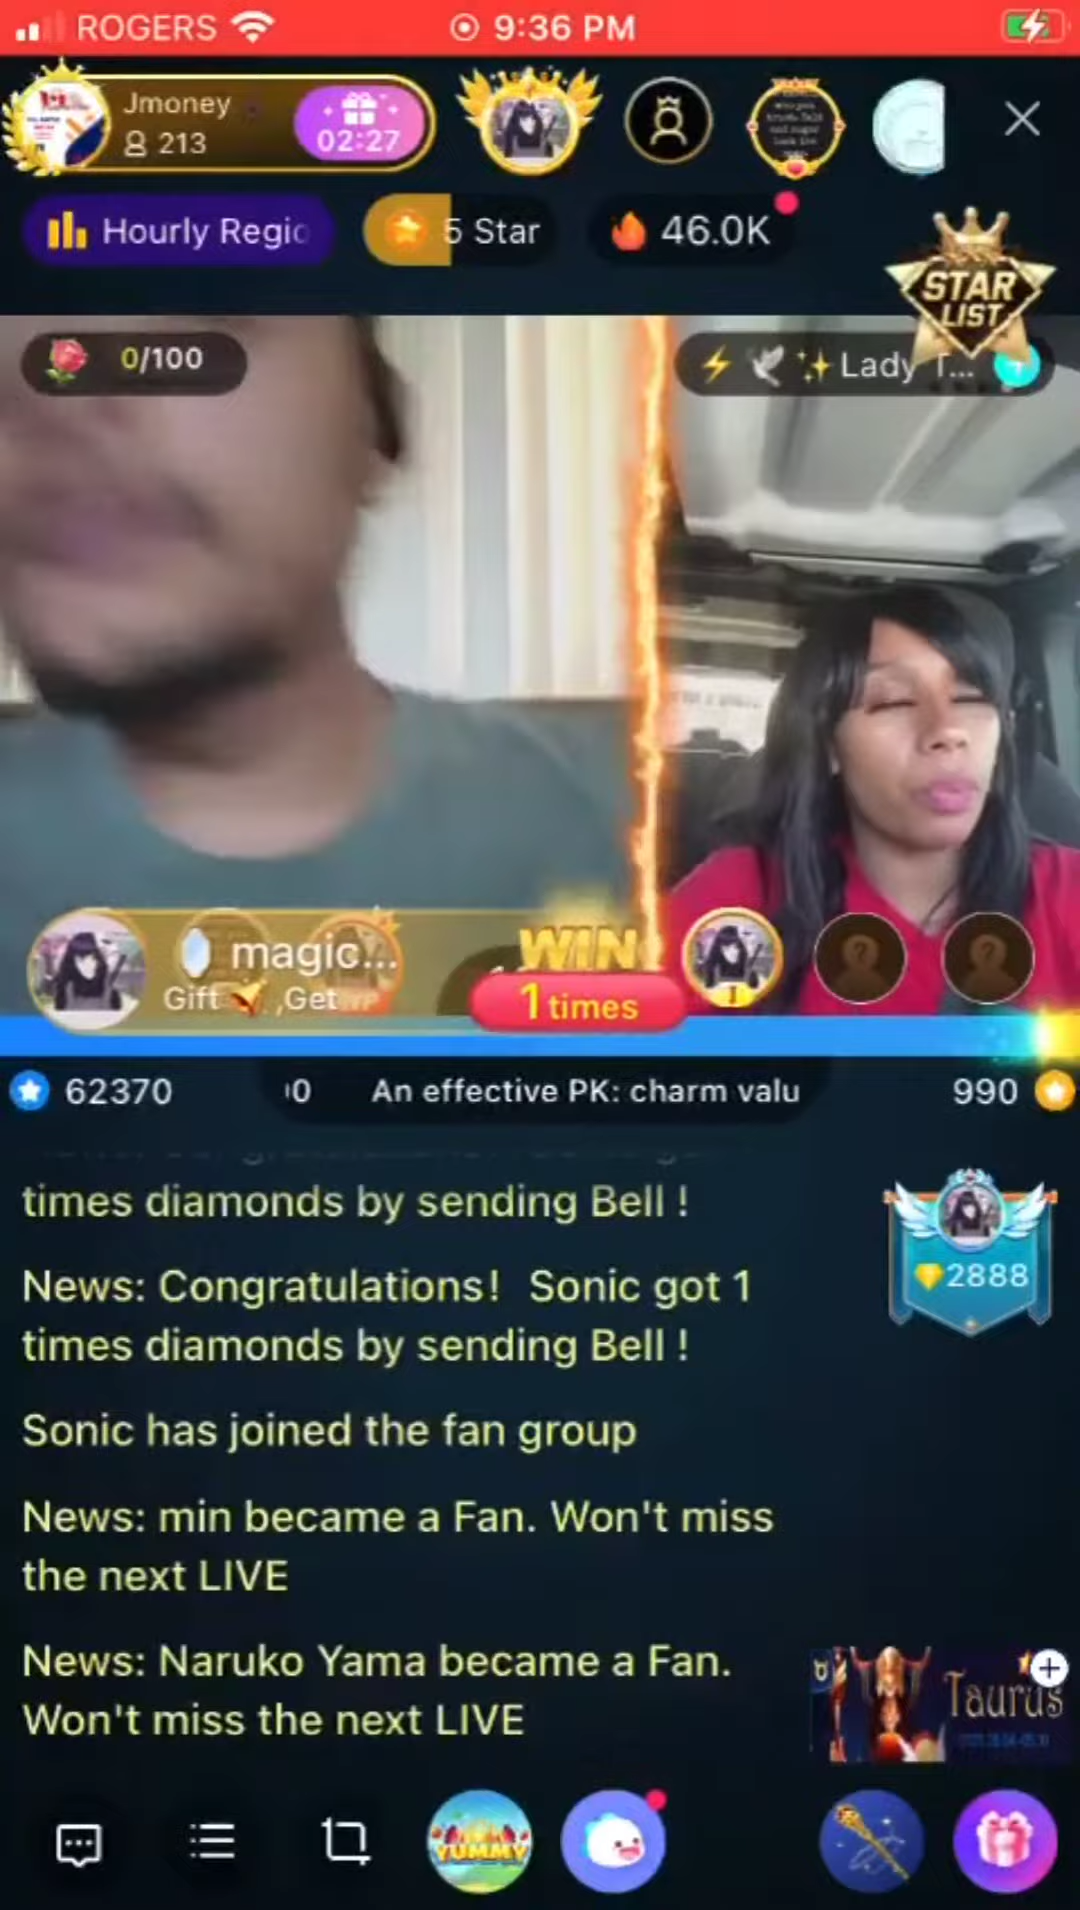 ROGERS 9:36 PM
Jmoney
213
02:27
Hourly Regic
5 Star
46.0K
STAR
LIST
0/100
Lady T...
magic...
Gift ,Get
WIN
1 times
62370
0 An effective PK: charm valu
990
times diamonds by sending Bell !
2888
News: Congratulations! Sonic got 1
times diamonds by sending Bell !
Sonic has joined the fan group
News: min became a Fan. Won't miss
the next LIVE
News: Naruko Yama became a Fan.
Won't miss the next LIVE
Taurus
YUMMY